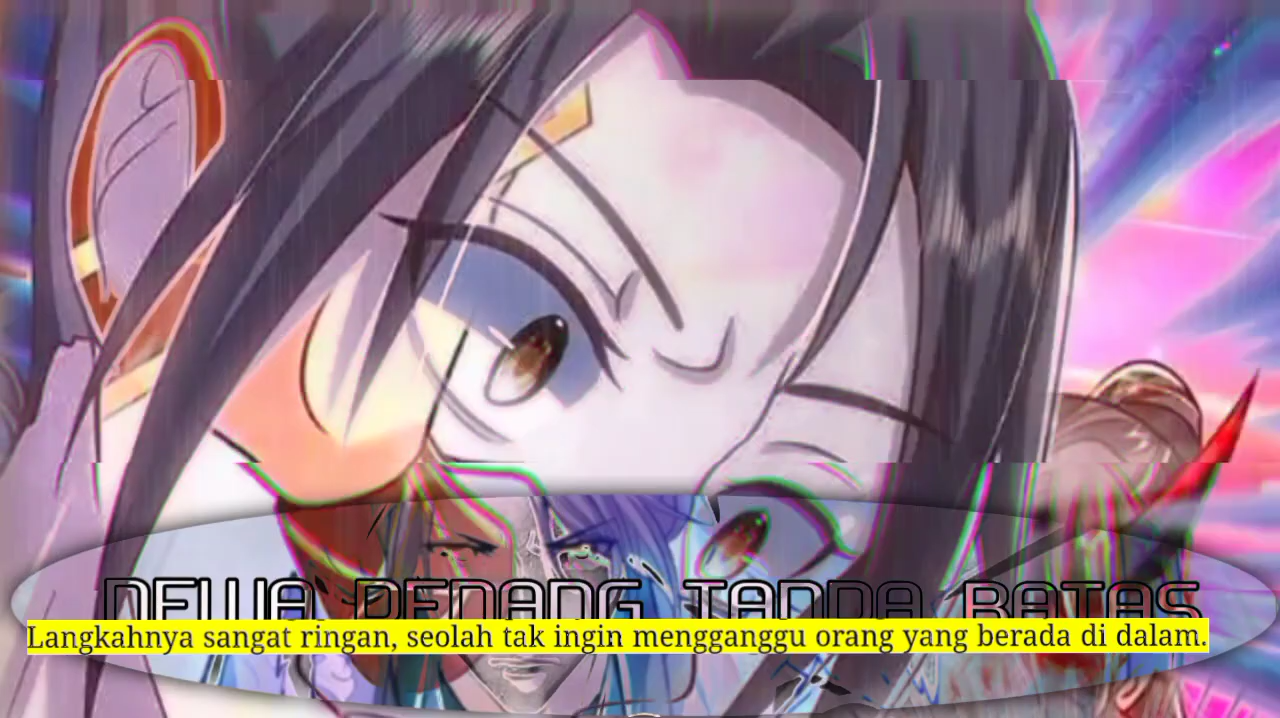 DEWA PEDANG TANPA BATAS
Langkahnya sangat ringan, seolah tak ingin mengganggu orang yang berada di dalam.